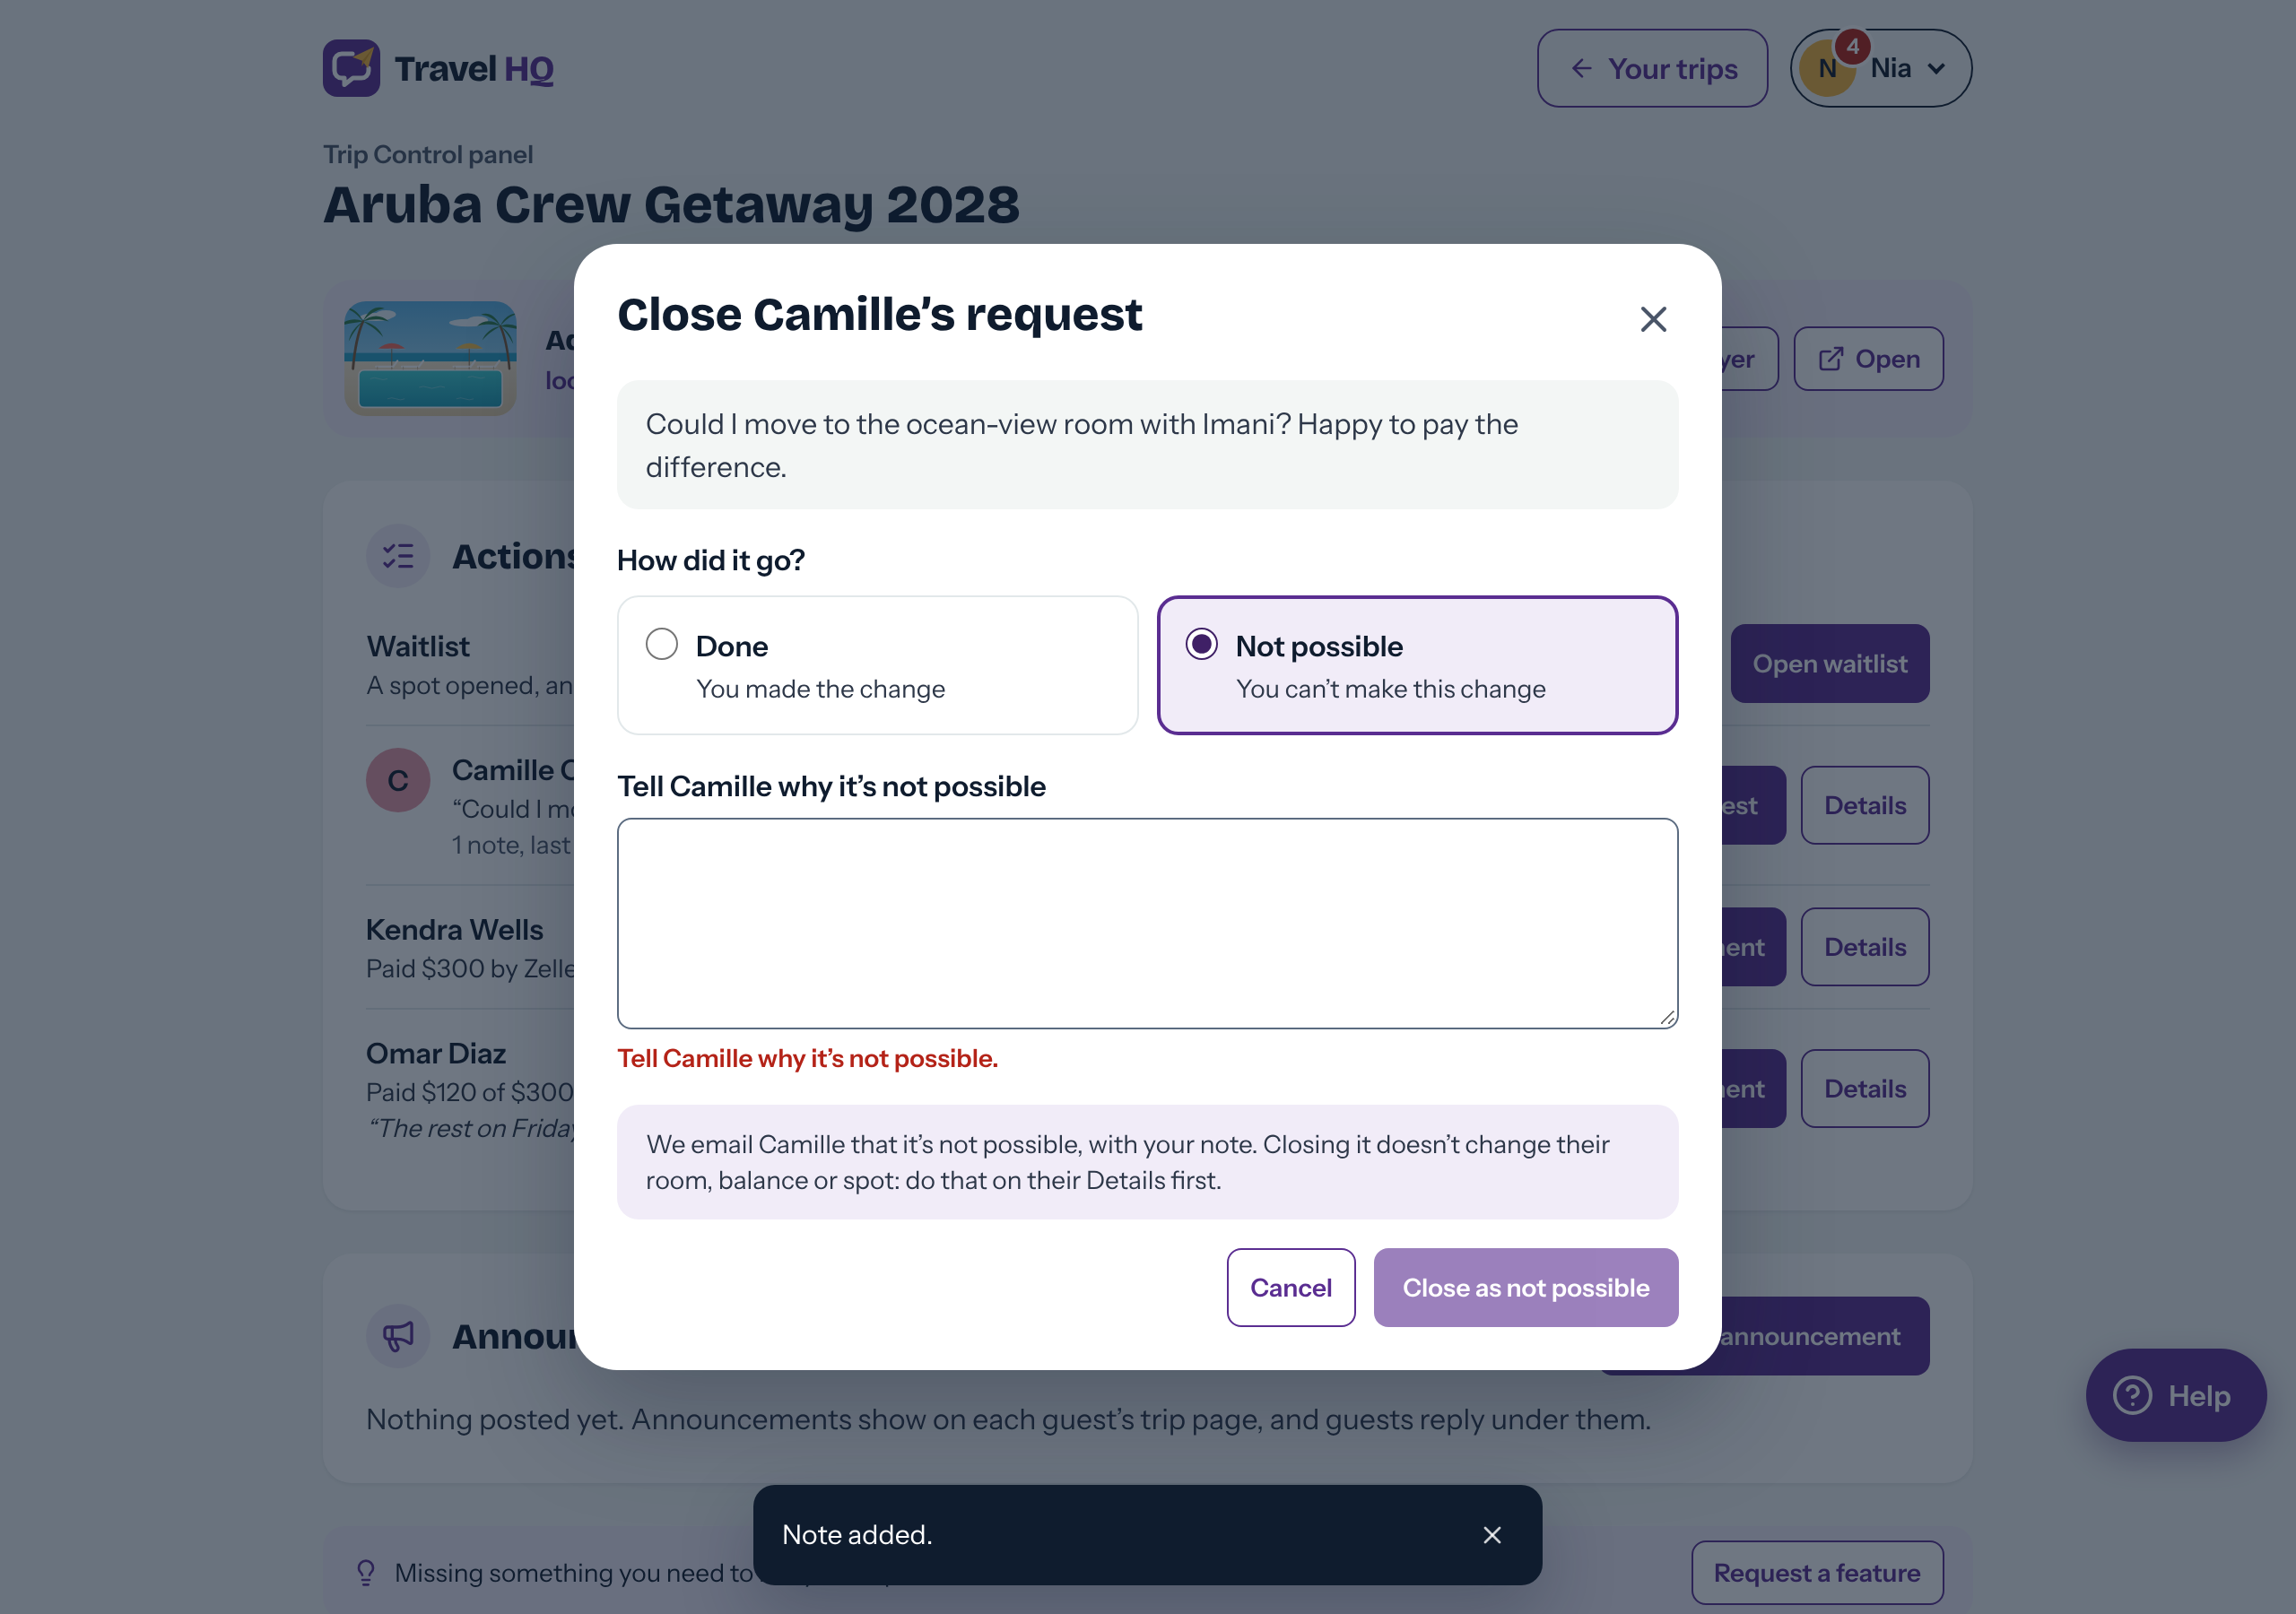 Travel HQ
Your trips
N
4
Nia
Trip Control panel
Aruba Crew Getaway 2028
Open
Close Camille's request
Could I move to the ocean-view room with Imani? Happy to pay the
difference.
How did it go?
Done
You made the change
Not possible
You can't make this change
Tell Camille why it's not possible
Tell Camille why it's not possible.
We email Camille that it's not possible, with your note. Closing it doesn't change their
room, balance or spot: do that on their Details first.
Cancel
Close as not possible
Actions
Waitlist
A spot opened, an
Open waitlist
C
Camille
"Could I
1 note, last
Details
Kendra Wells
Paid $300 by Zelle
Details
Omar Diaz
Paid $120 of $300
"The rest on Friday
Details
announcement
Nothing posted yet. Announcements show on each guest's trip page, and guests reply under them.
Help
Note added.
Missing something you need to
Request a feature